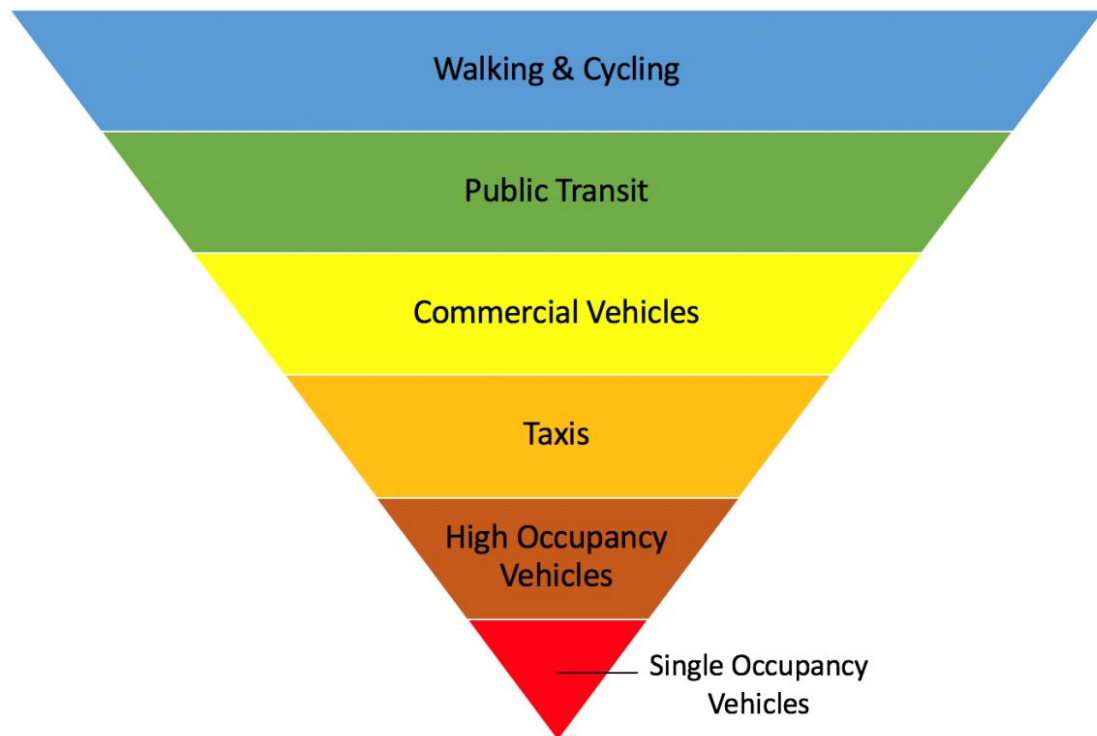 Walking & Cycling
Public Transit
Commercial Vehicles
Taxis
High Occupancy
Vehicles
Single Occupancy
Vehicles